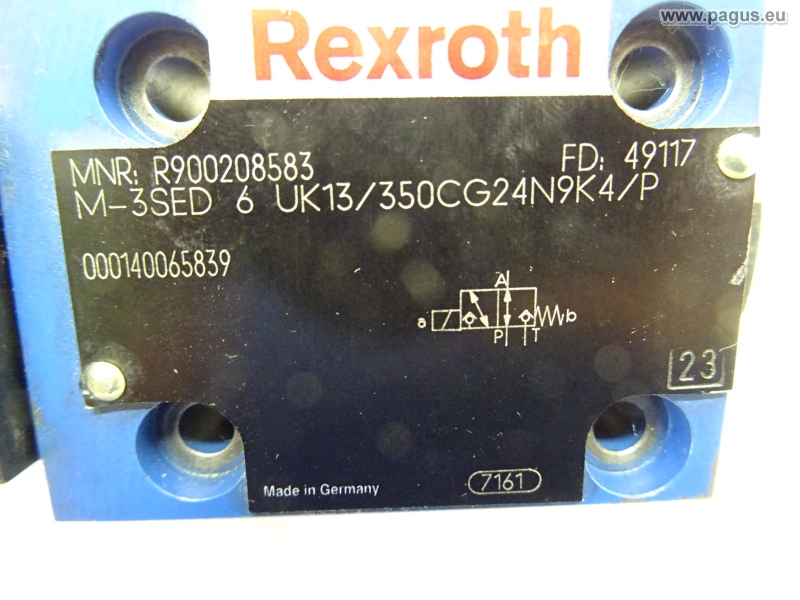 www.pagus.eu
Rexroth
MNR: R900208583 FD: 49117
M-3SED 6 UK13/350CG24N9K4/P
000140065839
A
a b
P T
23
Made in Germany 7161